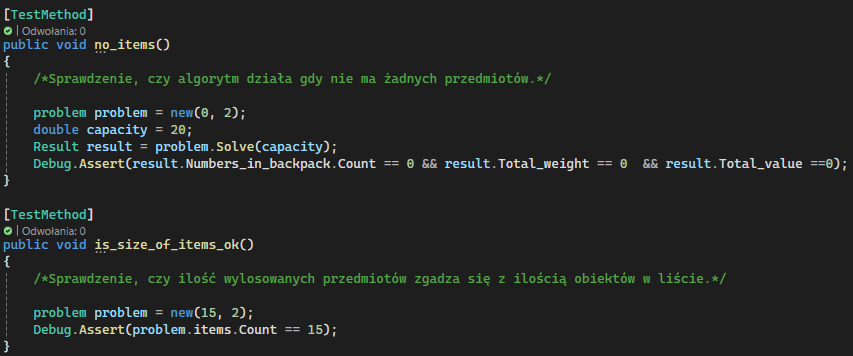 [TestMethod]
| Odwołania: 0
public void no_items()
{
/*Sprawdzenie, czy algorytm działa gdy nie ma żadnych przedmiotów.*/
problem problem = new(0, 2);
double capacity = 20;
Result result = problem.Solve(capacity);
Debug.Assert(result.Numbers_in_backpack.Count == 0 && result.Total_weight == 0  && result.Total_value ==0);
}
[TestMethod]
| Odwołania: 0
public void is_size_of_items_ok()
{
/*Sprawdzenie, czy ilość wylosowanych przedmiotów zgadza się z ilością obiektów w liście.*/
problem problem = new(15, 2);
Debug.Assert(problem.items.Count == 15);
}